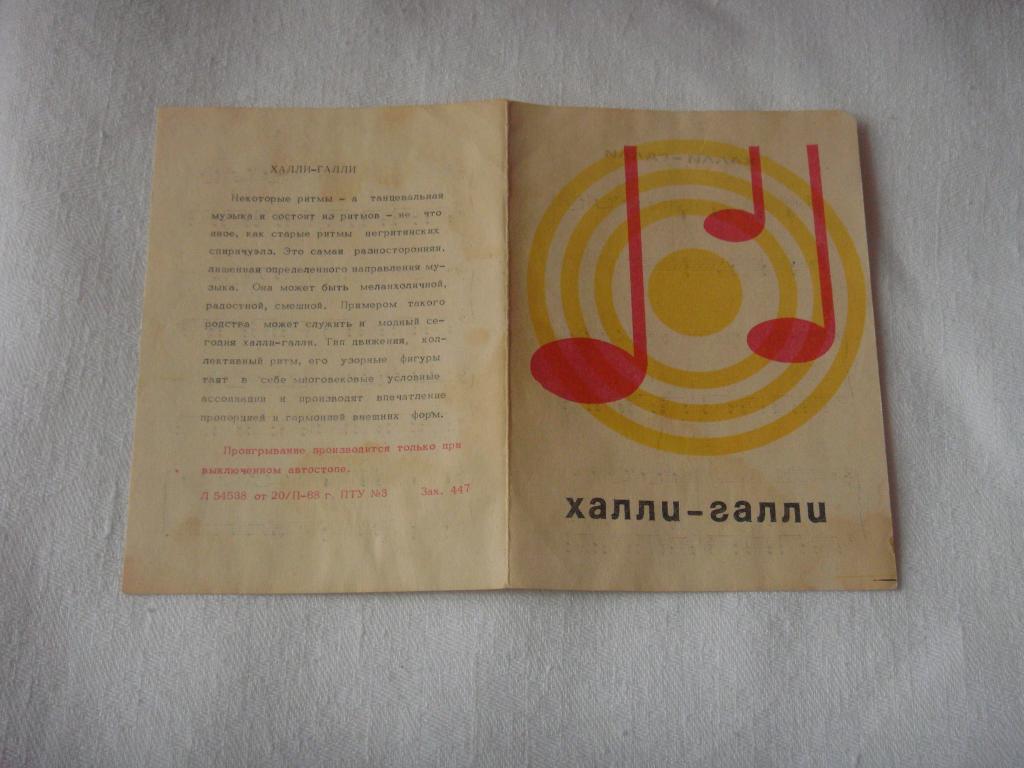 ХАЛЛИ-ГАЛЛИ
Некоторые ритмы - а танцевальная
музыка и состоит из ритмов - не что
иное, как старые ритмы негритянских
спиричуэлз. Это самая разносторонняя,
лишенная определенного направления му-
зыка. Она может быть меланхоличной,
радостной, смешной. Примером такого
родства может служить и модный се-
годня халли-галли. Тип движения, кол-
лективный ритм, его узорные фигуры
таят в себе многовековые условные
ассоциации и производят впечатление
пропорцией и гармонией внешних форм.
Проигрывание производится только при
выключенном автостопе.
Л 54538 от 20/П-68 г. ПТУ №3 Зак. 447
халли-галли